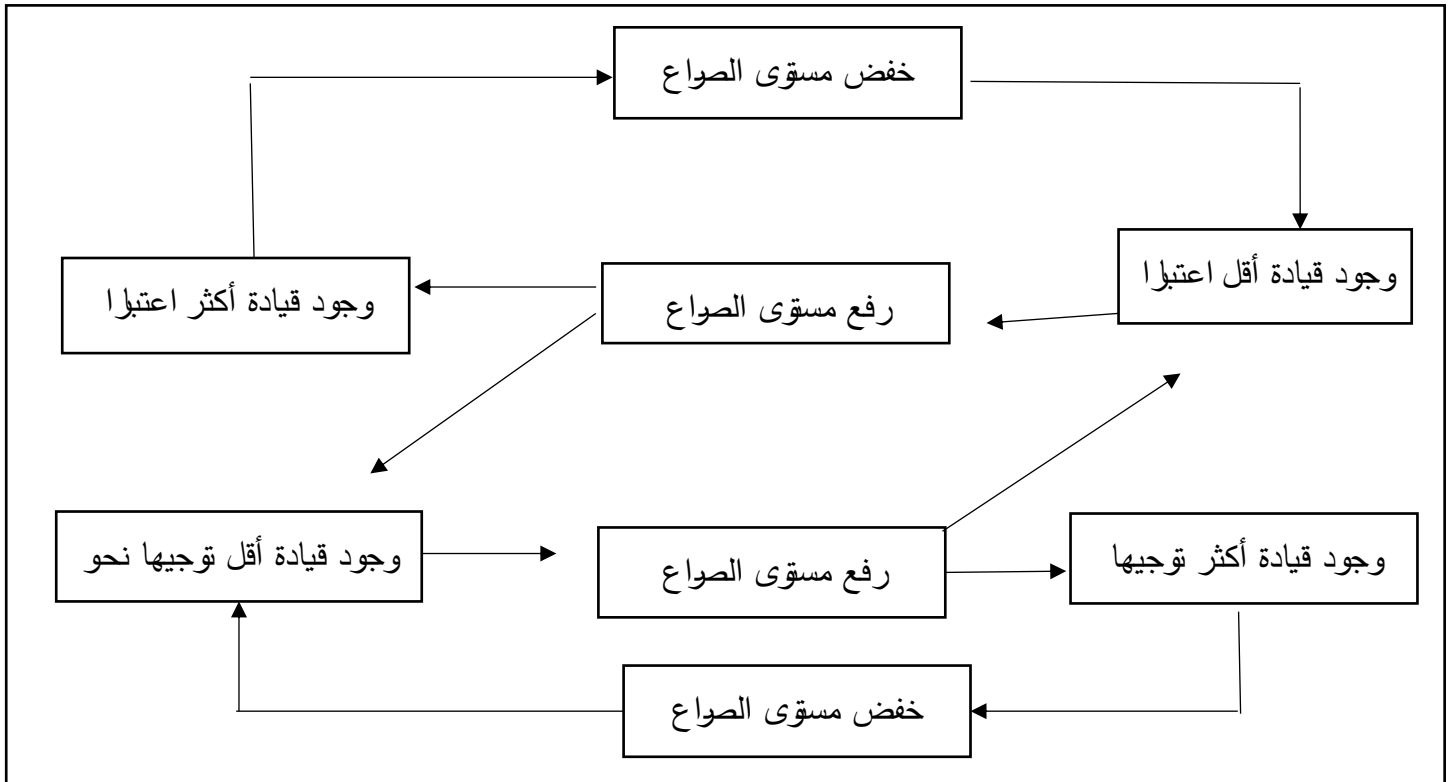 خفض مستوى الصراع
وجود قيادة أقل اعتبارا
رفع مستوى الصراع
وجود قيادة أكثر اعتبارا
وجود قيادة أكثر توجيها
رفع مستوى الصراع
وجود قيادة أقل توجيها نحو
خفض مستوى الصراع